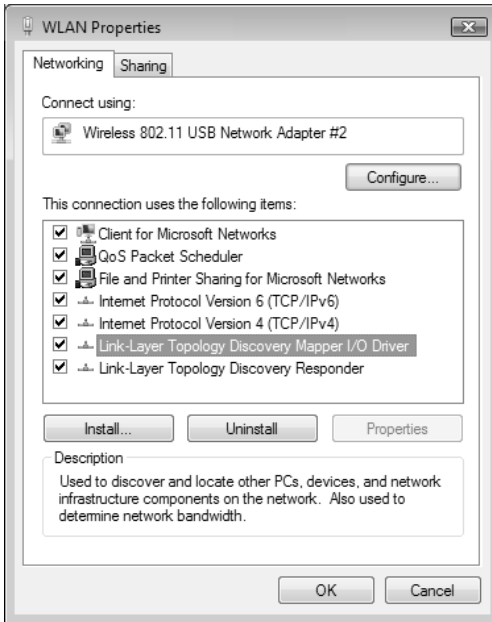 WLAN Properties
Networking
Sharing
Connect using:
Wireless 802.11 USB Network Adapter #2
Configure...
This connection uses the following items:
Client for Microsoft Networks
QoS Packet Scheduler
File and Printer Sharing for Microsoft Networks
Internet Protocol Version 6 (TCP/IPv6)
Internet Protocol Version 4 (TCP/IPv4)
Link-Layer Topology Discovery Mapper I/O Driver
Link-Layer Topology Discovery Responder
Install...
Uninstall
Properties
Description
Used to discover and locate other PCs, devices, and network
infrastructure components on the network. Also used to
determine network bandwidth.
OK
Cancel